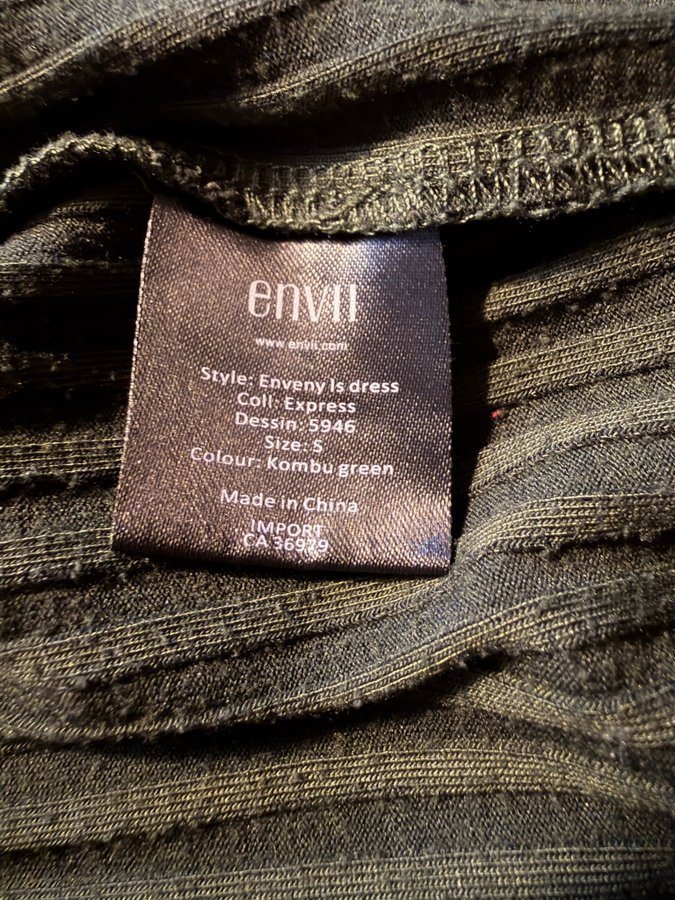 envii
www.envii.com
Style: Enveny ls dress
Coll: Express
Dessin: 5946
Size: S
Colour: Kombu green
Made in China
IMPORT
CA 36979